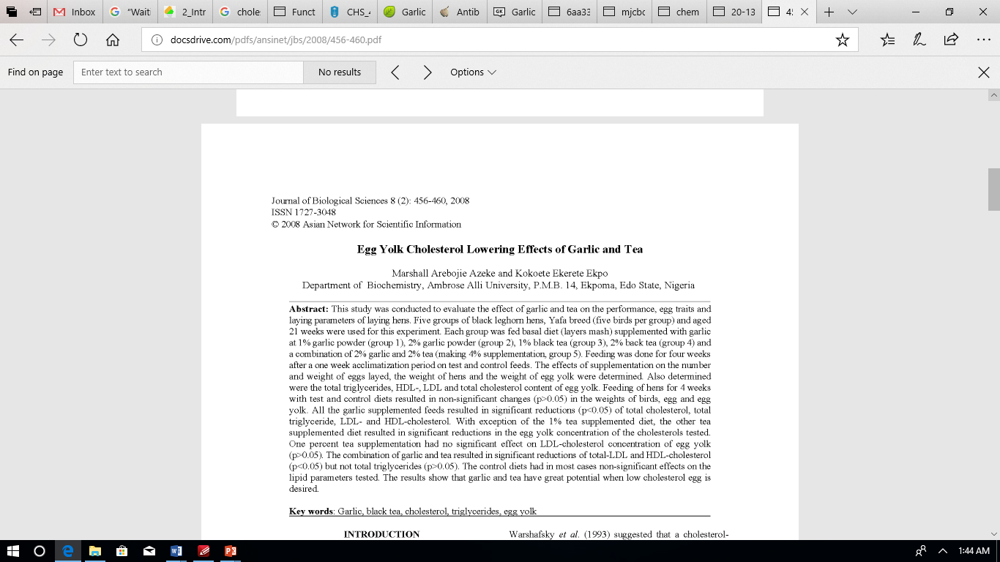 Inbox
"Wait
2_Intr
chole
Funct
CHS_4
Garlic
Antib
GK Garlic
6aa33
mjcbc
chem
20-13
docsdrive.com/pdfs/ansinet/jbs/2008/456-460.pdf
Find on page
Enter text to search
No results
Options
Journal of Biological Sciences 8 (2): 456-460, 2008
ISSN 1727-3048
© 2008 Asian Network for Scientific Information
Egg Yolk Cholesterol Lowering Effects of Garlic and Tea
Marshall Arebojie Azeke and Kokoete Ekerete Ekpo
Department of Biochemistry, Ambrose Alli University, P.M.B. 14, Ekpoma, Edo State, Nigeria
Abstract: This study was conducted to evaluate the effect of garlic and tea on the performance, egg traits and
laying parameters of laying hens. Five groups of black leghorn hens, Yafa breed (five birds per group) and aged
21 weeks were used for this experiment. Each group was fed basal diet (layers mash) supplemented with garlic
at 1% garlic powder (group 1), 2% garlic powder (group 2), 1% black tea (group 3), 2% back tea (group 4) and
a combination of 2% garlic and 2% tea (making 4% supplementation, group 5). Feeding was done for four weeks
after a one week acclimatization period on test and control feeds. The effects of supplementation on the number
and weight of eggs layed, the weight of hens and the weight of egg yolk were determined. Also determined
were the total triglycerides, HDL-, LDL and total cholesterol content of egg yolk. Feeding of hens for 4 weeks
with test and control diets resulted in non-significant changes (p>0.05) in the weights of birds, egg and egg
yolk. All the garlic supplemented feeds resulted in significant reductions (p<0.05) of total cholesterol, total
triglyceride, LDL- and HDL-cholesterol. With exception of the 1% tea supplemented diet, the other tea
supplemented diet resulted in significant reductions in the egg yolk concentration of the cholesterols tested.
One percent tea supplementation had no significant effect on LDL-cholesterol concentration of egg yolk
(p>0.05). The combination of garlic and tea resulted in significant reductions of total-LDL and HDL-cholesterol
(p<0.05) but not total triglycerides (p>0.05). The control diets had in most cases non-significant effects on the
lipid parameters tested. The results show that garlic and tea have great potential when low cholesterol egg is
desired.
Key words: Garlic, black tea, cholesterol, triglycerides, egg yolk
INTRODUCTION
Warshafsky et al. (1993) suggested that a cholesterol-
1:44 AM